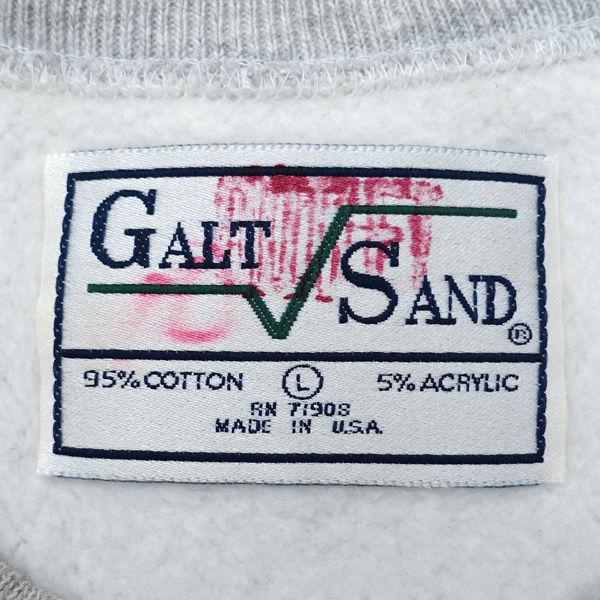 GALT
SAND®
95% COTTON Ⓛ 5% ACRYLIC
RN 71908
MADE IN U.S.A.